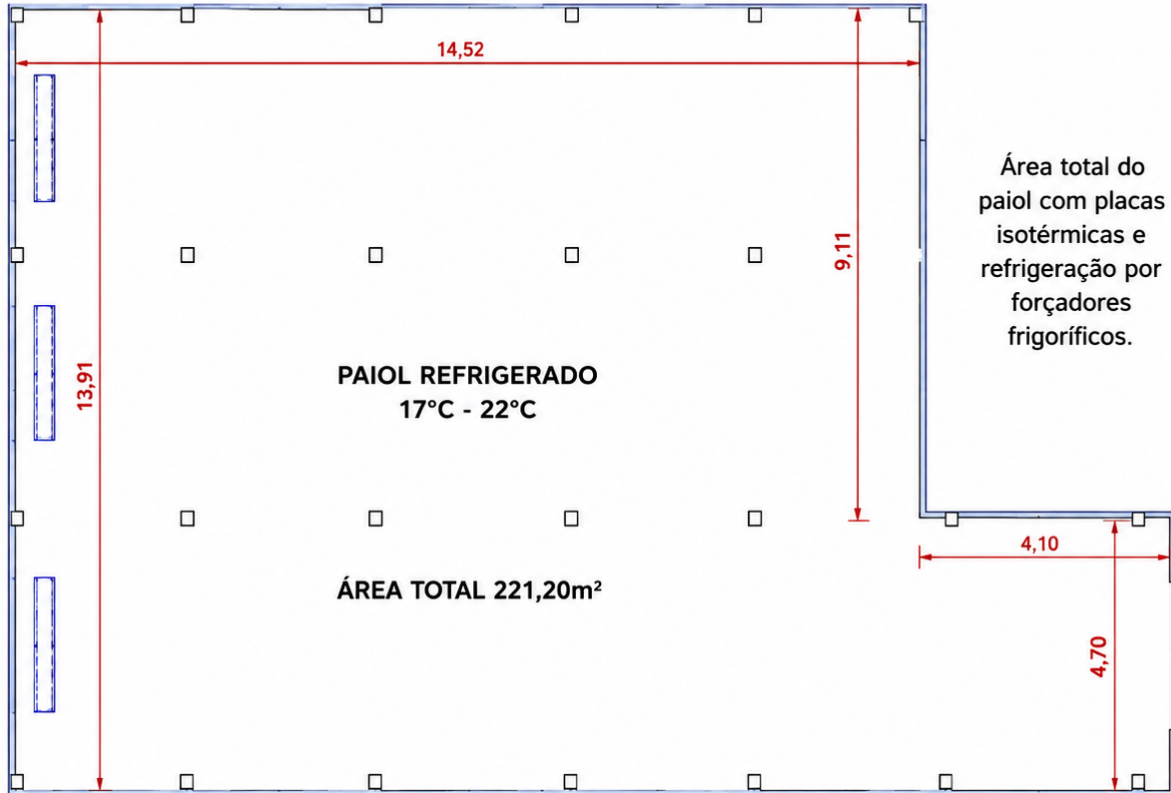 14,52
Área total do
paiol com placas
isotérmicas e
refrigeração por
forçadores
frigoríficos.
9,11
13,91
PAIOL REFRIGERADO
17°C - 22°C
4,10
ÁREA TOTAL 221,20m²
4,70